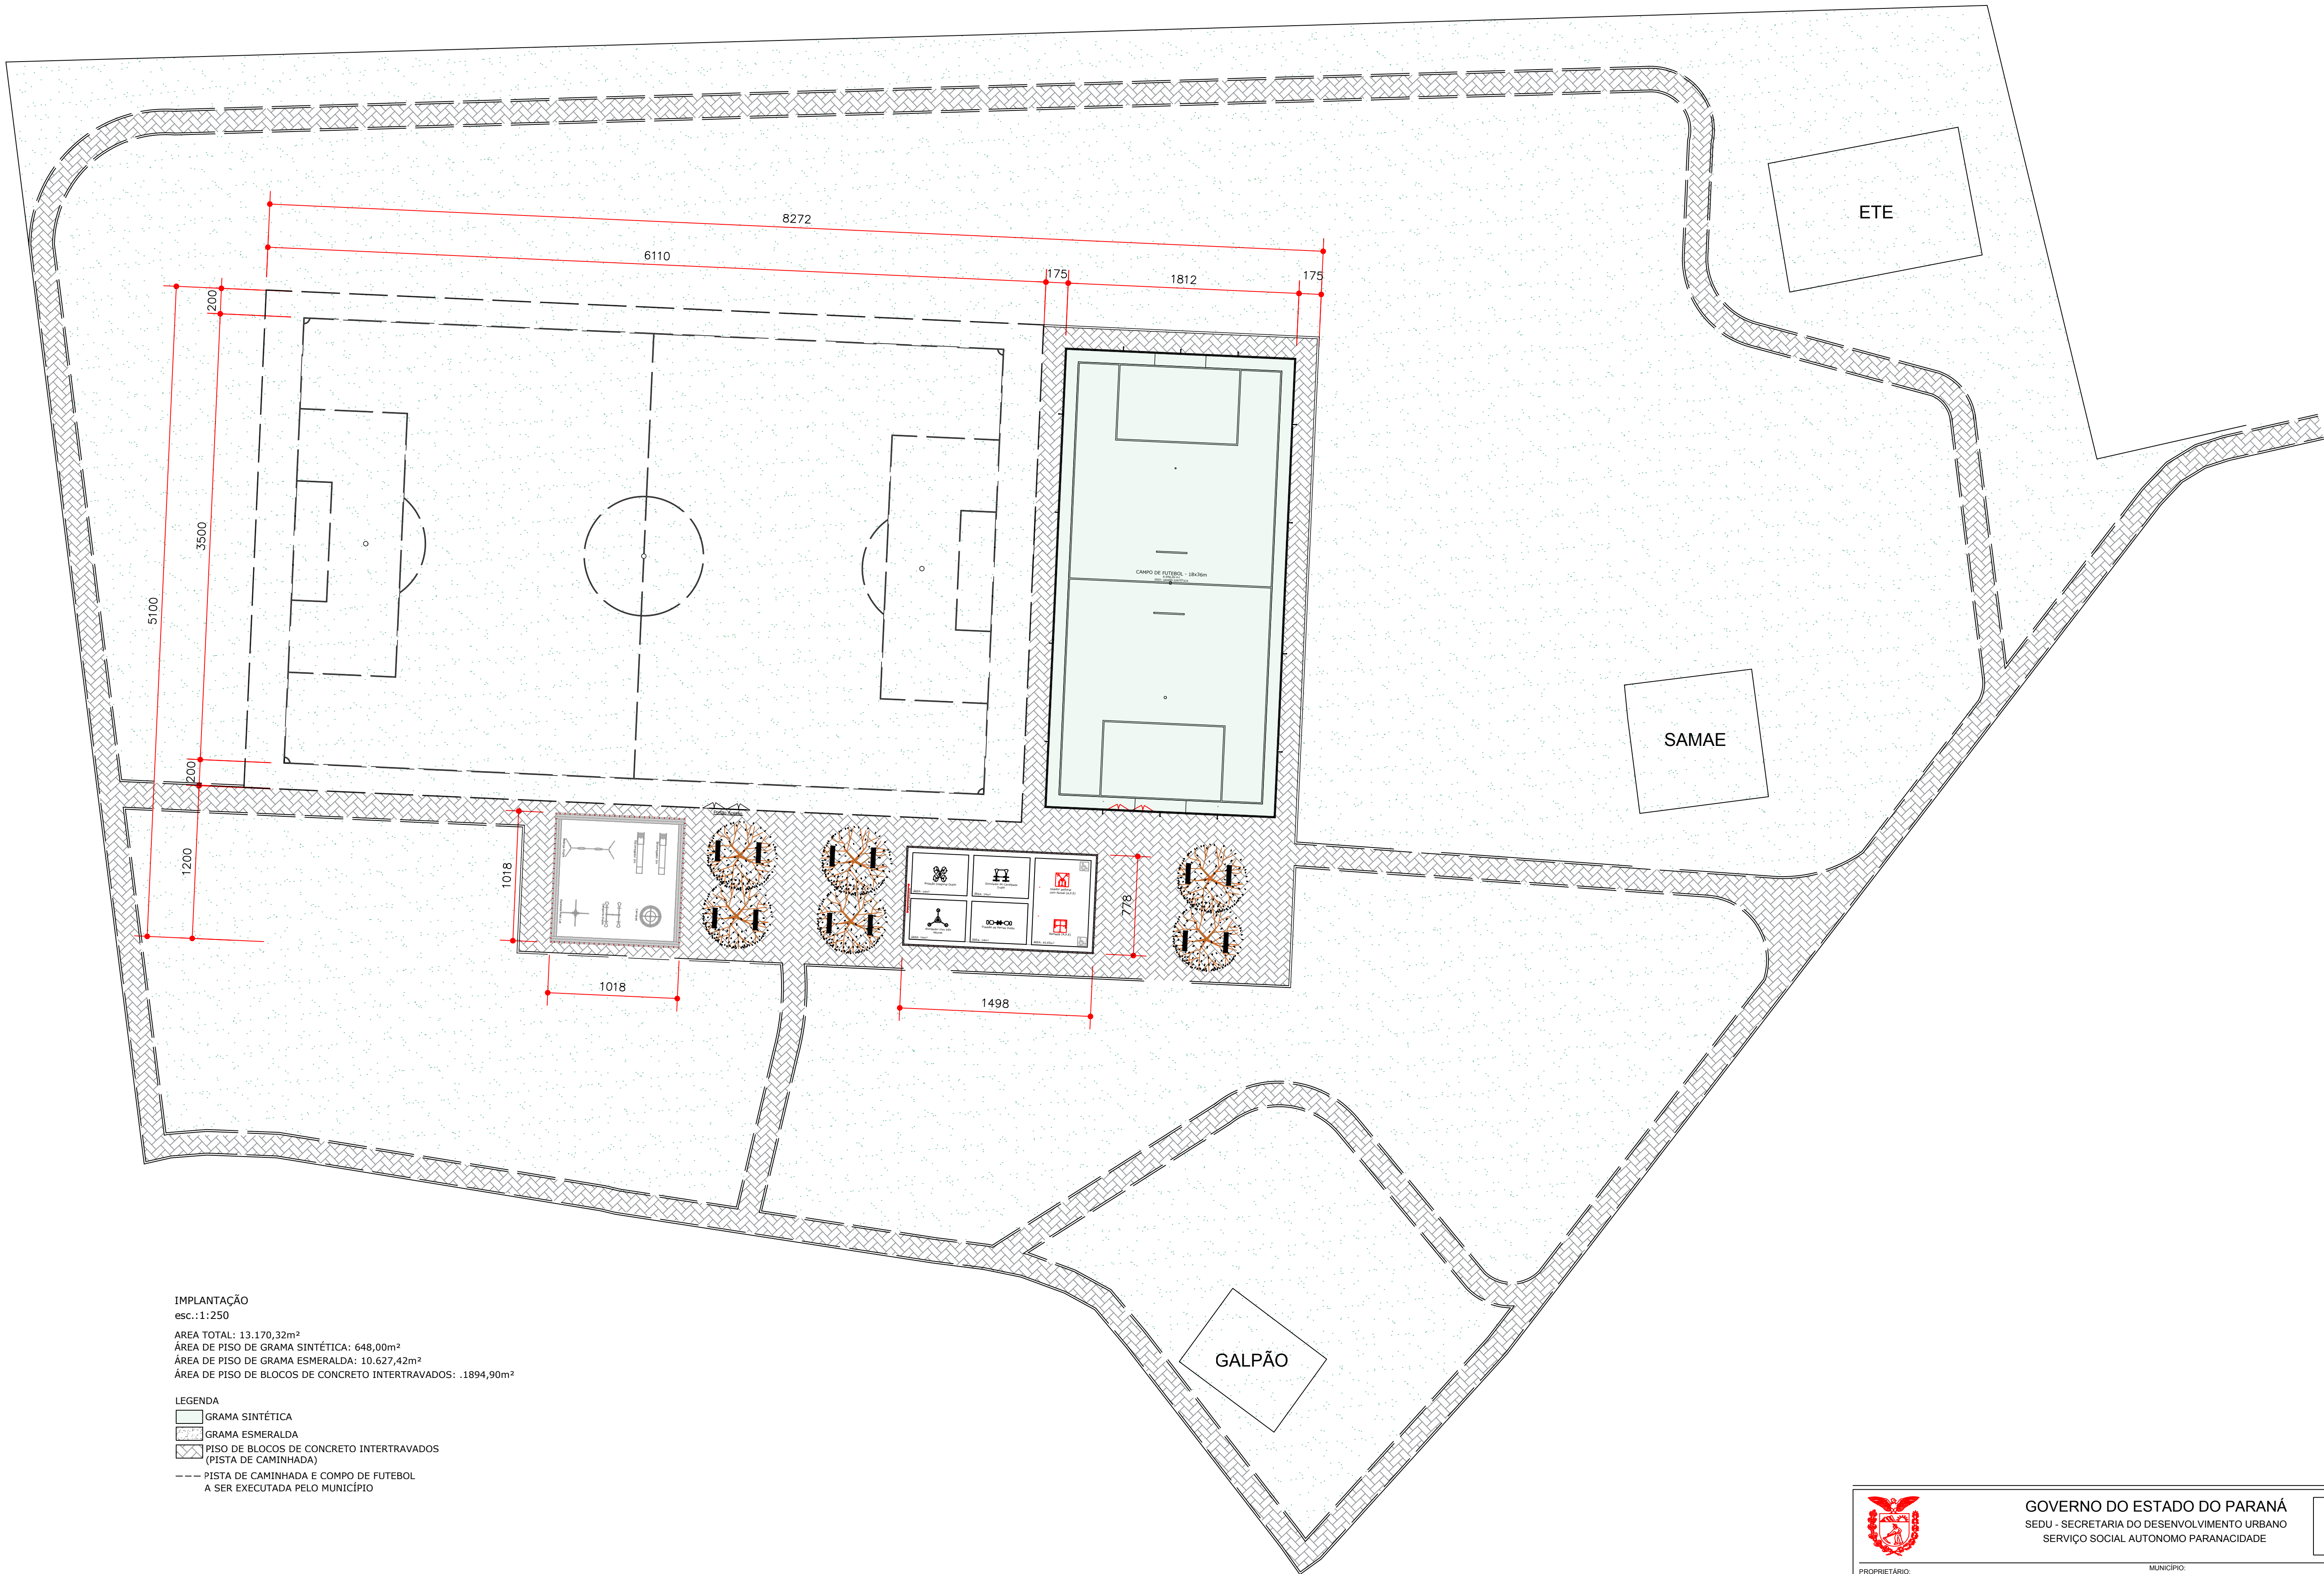 8272
6110
175
1812
175
200
ETE
3500
5100
CAMPO DE FUTEBOL - 18x36m
SAMAE
200
1200
1018
778
1018
1498
GALPÃO
IMPLANTAÇÃO
esc.:1:250
AREA TOTAL: 13.170,32m²
ÁREA DE PISO DE GRAMA SINTÉTICA: 648,00m²
ÁREA DE PISO DE GRAMA ESMERALDA: 10.627,42m²
ÁREA DE PISO DE BLOCOS DE CONCRETO INTERTRAVADOS: .1894,90m²
LEGENDA
GRAMA SINTÉTICA
GRAMA ESMERALDA
PISO DE BLOCOS DE CONCRETO INTERTRAVADOS
(PISTA DE CAMINHADA)
PISTA DE CAMINHADA E COMPO DE FUTEBOL
A SER EXECUTADA PELO MUNICÍPIO
GOVERNO DO ESTADO DO PARANÁ
SEDU - SECRETARIA DO DESENVOLVIMENTO URBANO
SERVIÇO SOCIAL AUTONOMO PARANACIDADE
PROPRIETÁRIO:
MUNICÍPIO: